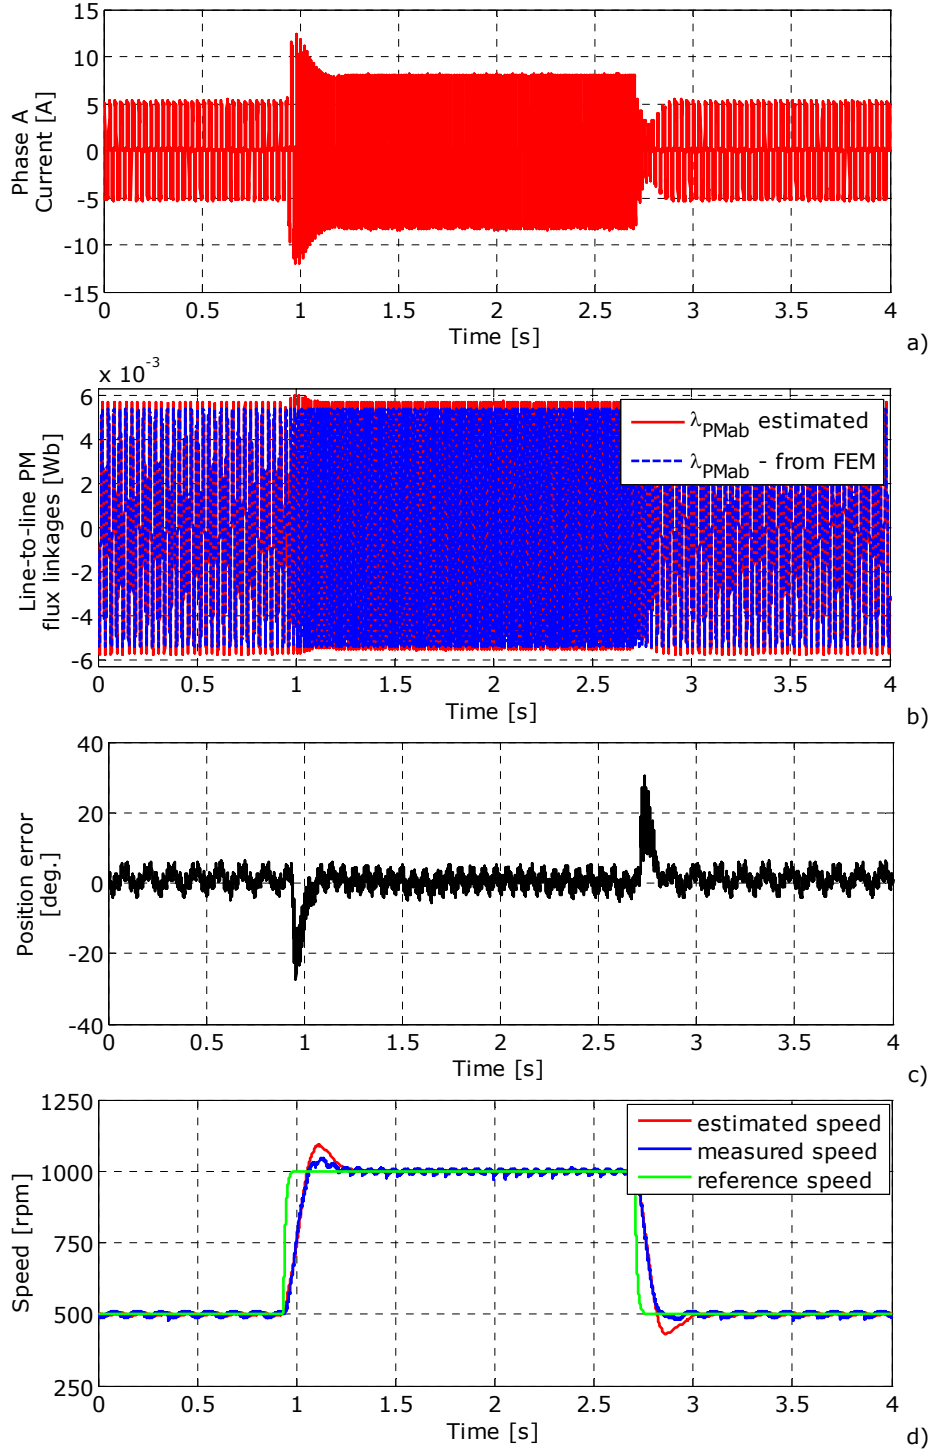 15
10
5
0
-5
-10
-15
Phase A
Current [A]
0 0.5 1 1.5 2 2.5 3 3.5 4
Time [s]
a)
x 10-3
6
4
2
0
-2
-4
-6
Line-to-line PM
flux linkages [Wb]
λPMab estimated
λPMab - from FEM
0 0.5 1 1.5 2 2.5 3 3.5 4
Time [s]
b)
40
20
0
-20
-40
Position error
[deg.]
0 0.5 1 1.5 2 2.5 3 3.5 4
Time [s]
c)
1250
1000
750
500
250
Speed [rpm]
estimated speed
measured speed
reference speed
0 0.5 1 1.5 2 2.5 3 3.5 4
Time [s]
d)